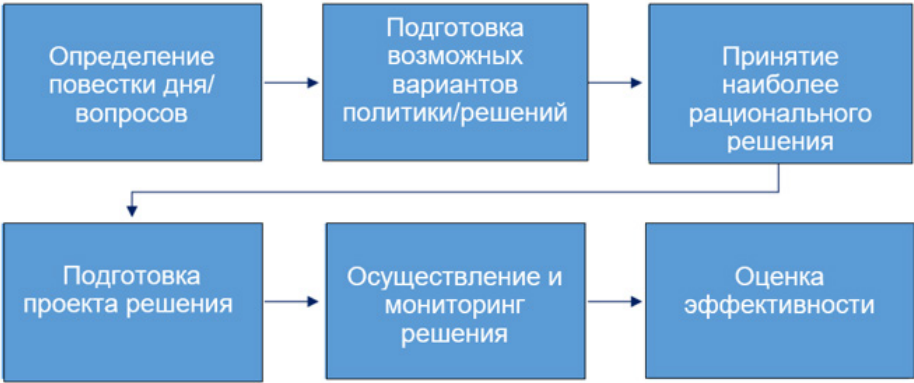 Определение
повестки дня/
вопросов
Подготовка
возможных
вариантов
политики/решений
Принятие
наиболее
рационального
решения
Подготовка
проекта решения
Осуществление и
мониторинг
решения
Оценка
эффективности